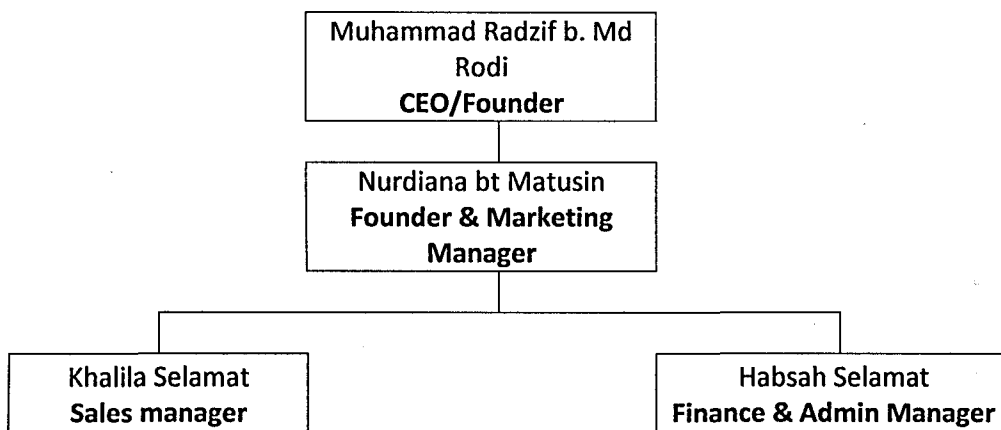 Muhammad Radzif b. Md
Rodi
CEO/Founder
Nurdiana bt Matusin
Founder & Marketing
Manager
Khalila Selamat
Sales manager
Habsah Selamat
Finance & Admin Manager